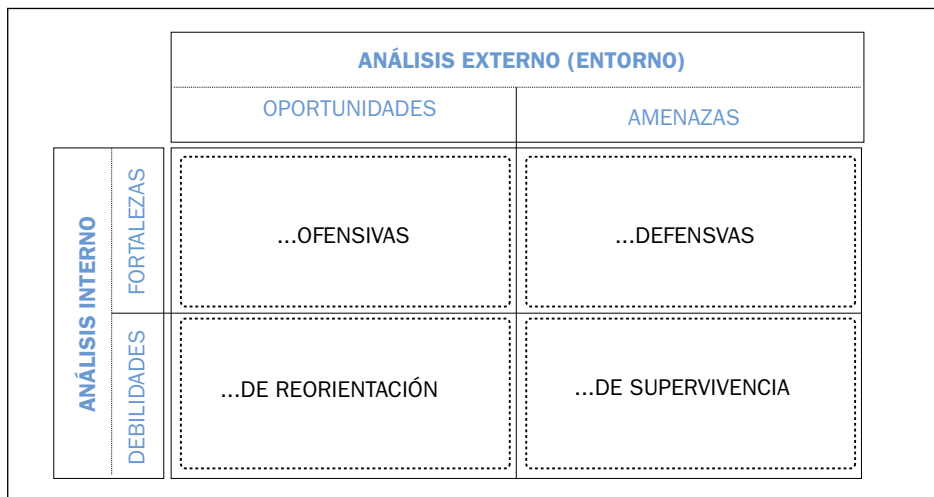 ANÁLISIS EXTERNO (ENTORNO)
OPORTUNIDADES
AMENAZAS
ANÁLISIS INTERNO
FORTALEZAS
...OFENSIVAS
...DEFENSVAS
DEBILIDADES
...DE REORIENTACIÓN
...DE SUPERVIVENCIA